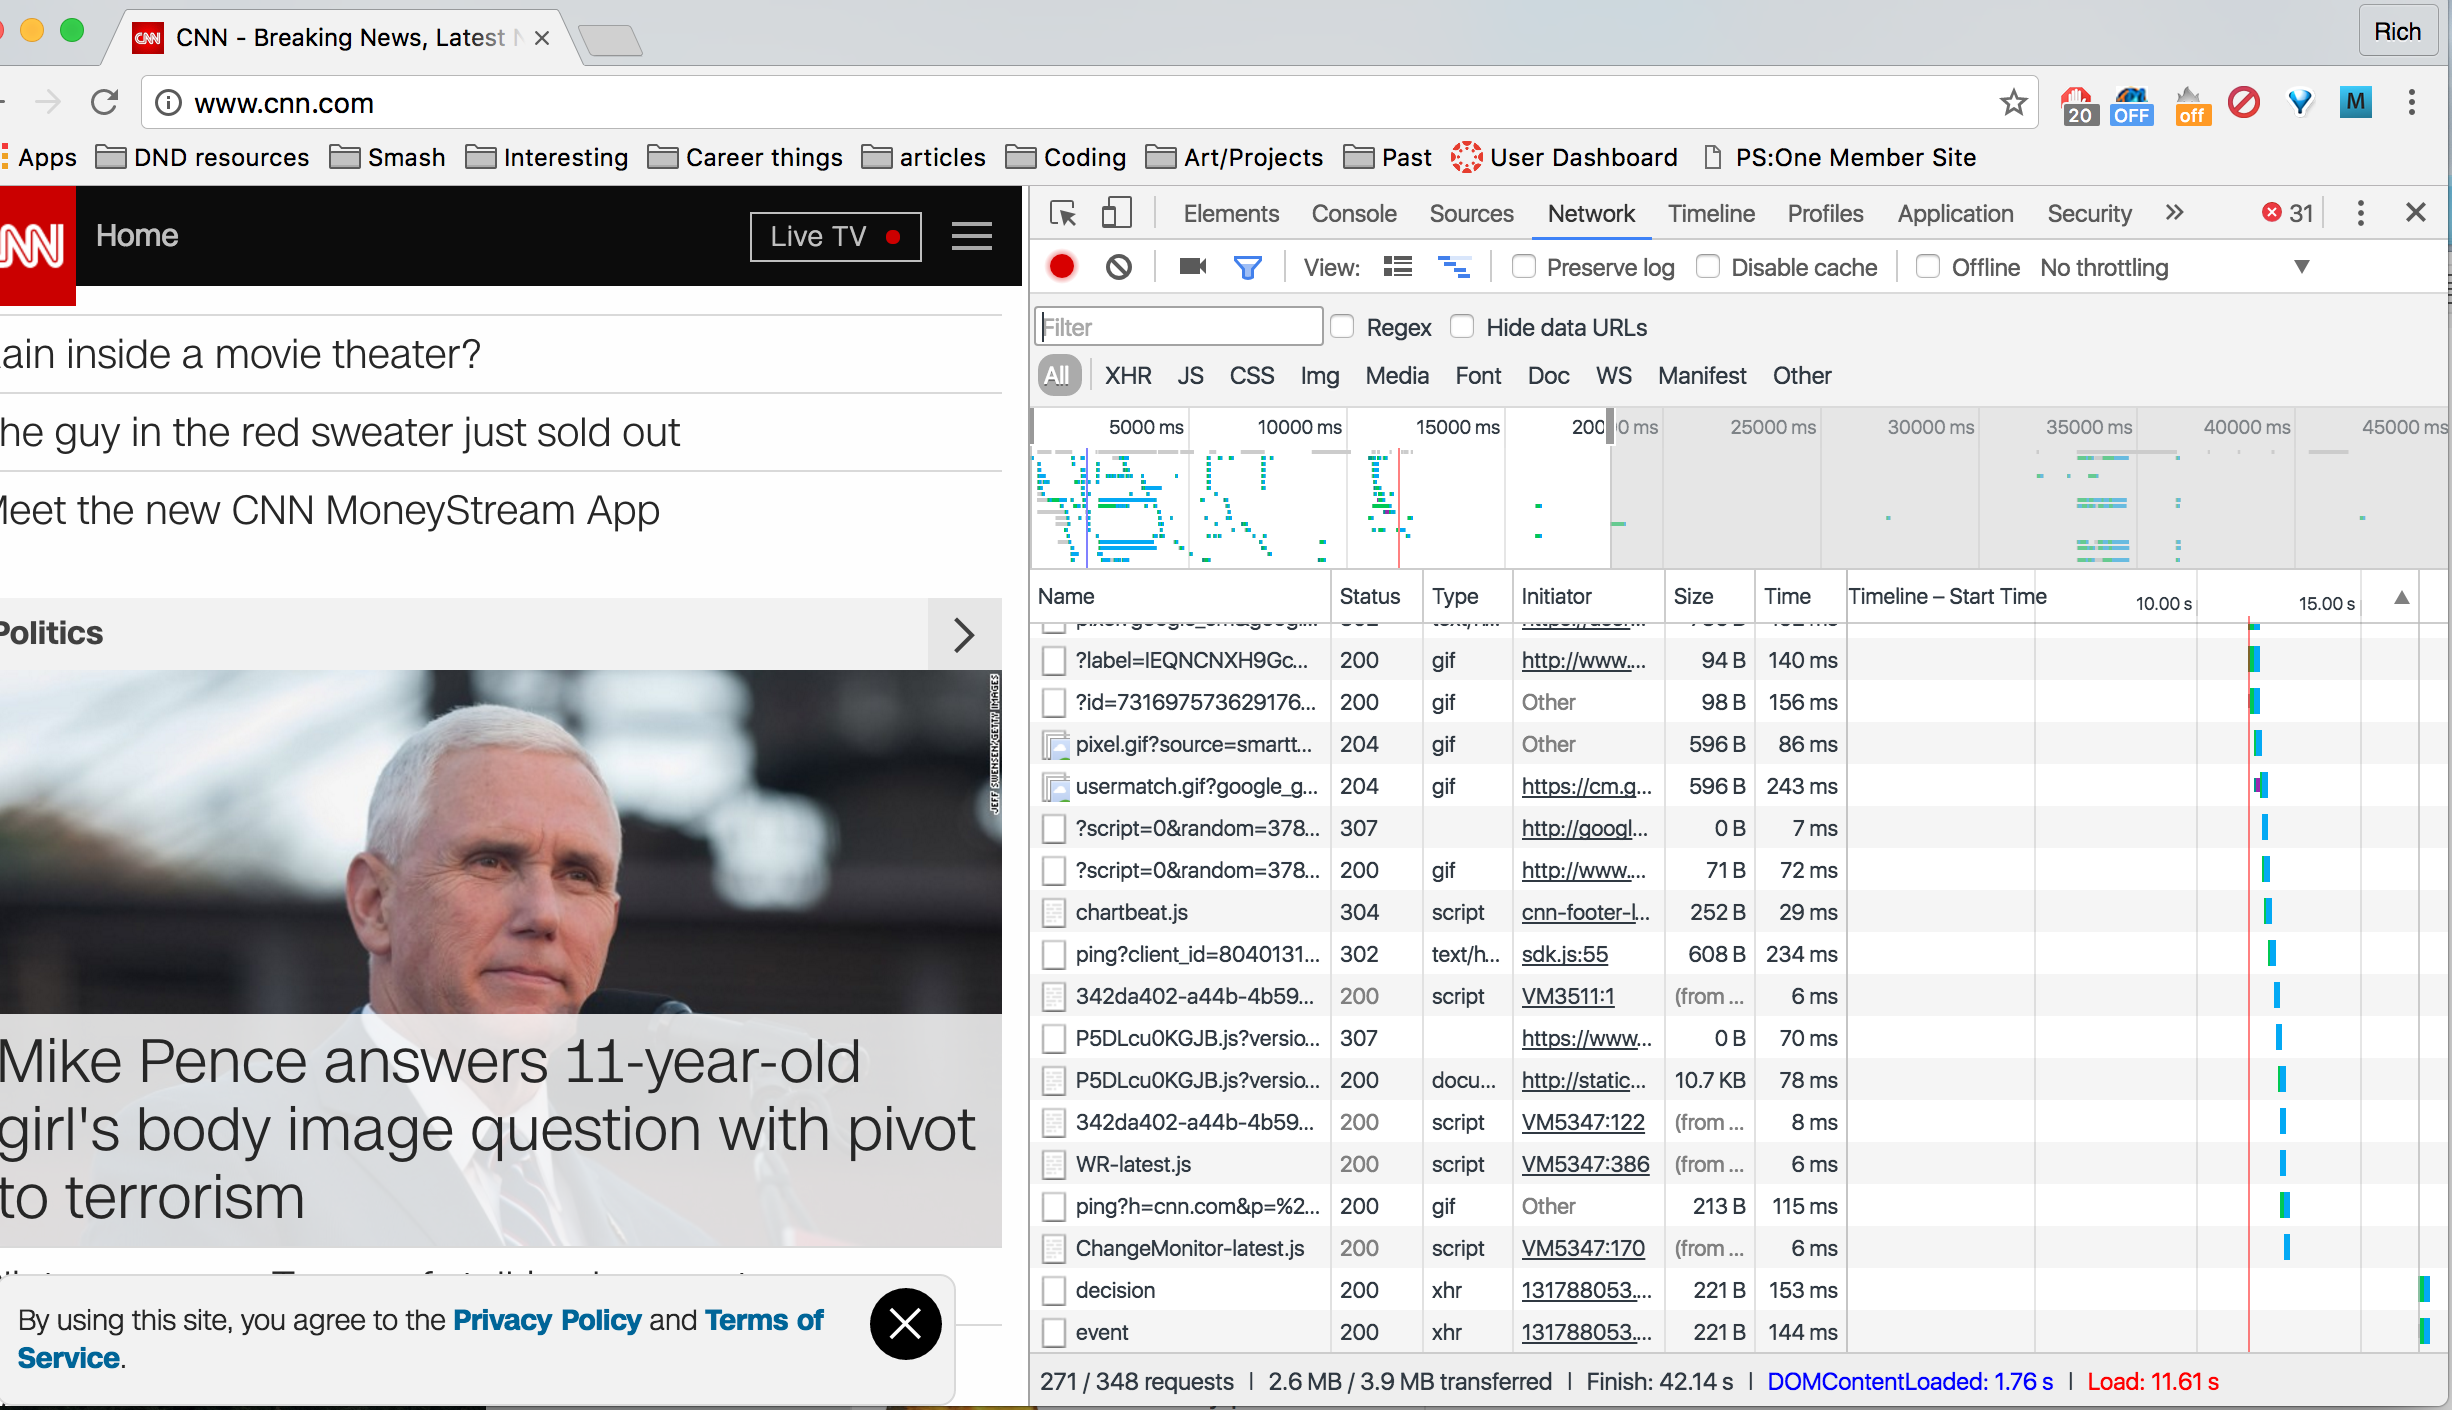 CNN CNN - Breaking News, Latest N
Rich
www.cnn.com
20 OFF off M
Apps DND resources Smash Interesting Career things articles Coding Art/Projects Past User Dashboard PS:One Member Site
Home
Live TV
ain inside a movie theater?
he guy in the red sweater just sold out
Meet the new CNN MoneyStream App
Politics
JEFF SWENSEN/GETTY IMAGES
Mike Pence answers 11-year-old
girl's body image question with pivot
to terrorism
By using this site, you agree to the Privacy Policy and Terms of
Service.
Elements Console Sources Network Timeline Profiles Application Security » 31
View: Preserve log Disable cache Offline No throttling
Filter Regex Hide data URLs
All XHR JS CSS Img Media Font Doc WS Manifest Other
5000 ms 10000 ms 15000 ms 200 0 ms 25000 ms 30000 ms 35000 ms 40000 ms 45000 ms
Name Status Type Initiator Size Time Timeline – Start Time 10.00 s 15.00 s
?label=IEQNCNXH9Gc... 200 gif http://www.... 94 B 140 ms
?id=731697573629176... 200 gif Other 98 B 156 ms
pixel.gif?source=smartt... 204 gif Other 596 B 86 ms
usermatch.gif?google_g... 204 gif https://cm.g... 596 B 243 ms
?script=0&random=378... 307 http://googl... 0 B 7 ms
?script=0&random=378... 200 gif http://www.... 71 B 72 ms
chartbeat.js 304 script cnn-footer-l... 252 B 29 ms
ping?client_id=8040131... 302 text/h... sdk.js:55 608 B 234 ms
342da402-a44b-4b59... 200 script VM3511:1 (from ... 6 ms
P5DLcu0KGJB.js?versio... 307 https://www... 0 B 70 ms
P5DLcu0KGJB.js?versio... 200 docu... http://static... 10.7 KB 78 ms
342da402-a44b-4b59... 200 script VM5347:122 (from ... 8 ms
WR-latest.js 200 script VM5347:386 (from ... 6 ms
ping?h=cnn.com&p=%2... 200 gif Other 213 B 115 ms
ChangeMonitor-latest.js 200 script VM5347:170 (from ... 6 ms
decision 200 xhr 131788053.... 221 B 153 ms
event 200 xhr 131788053.... 221 B 144 ms
271 / 348 requests | 2.6 MB / 3.9 MB transferred | Finish: 42.14 s | DOMContentLoaded: 1.76 s | Load: 11.61 s